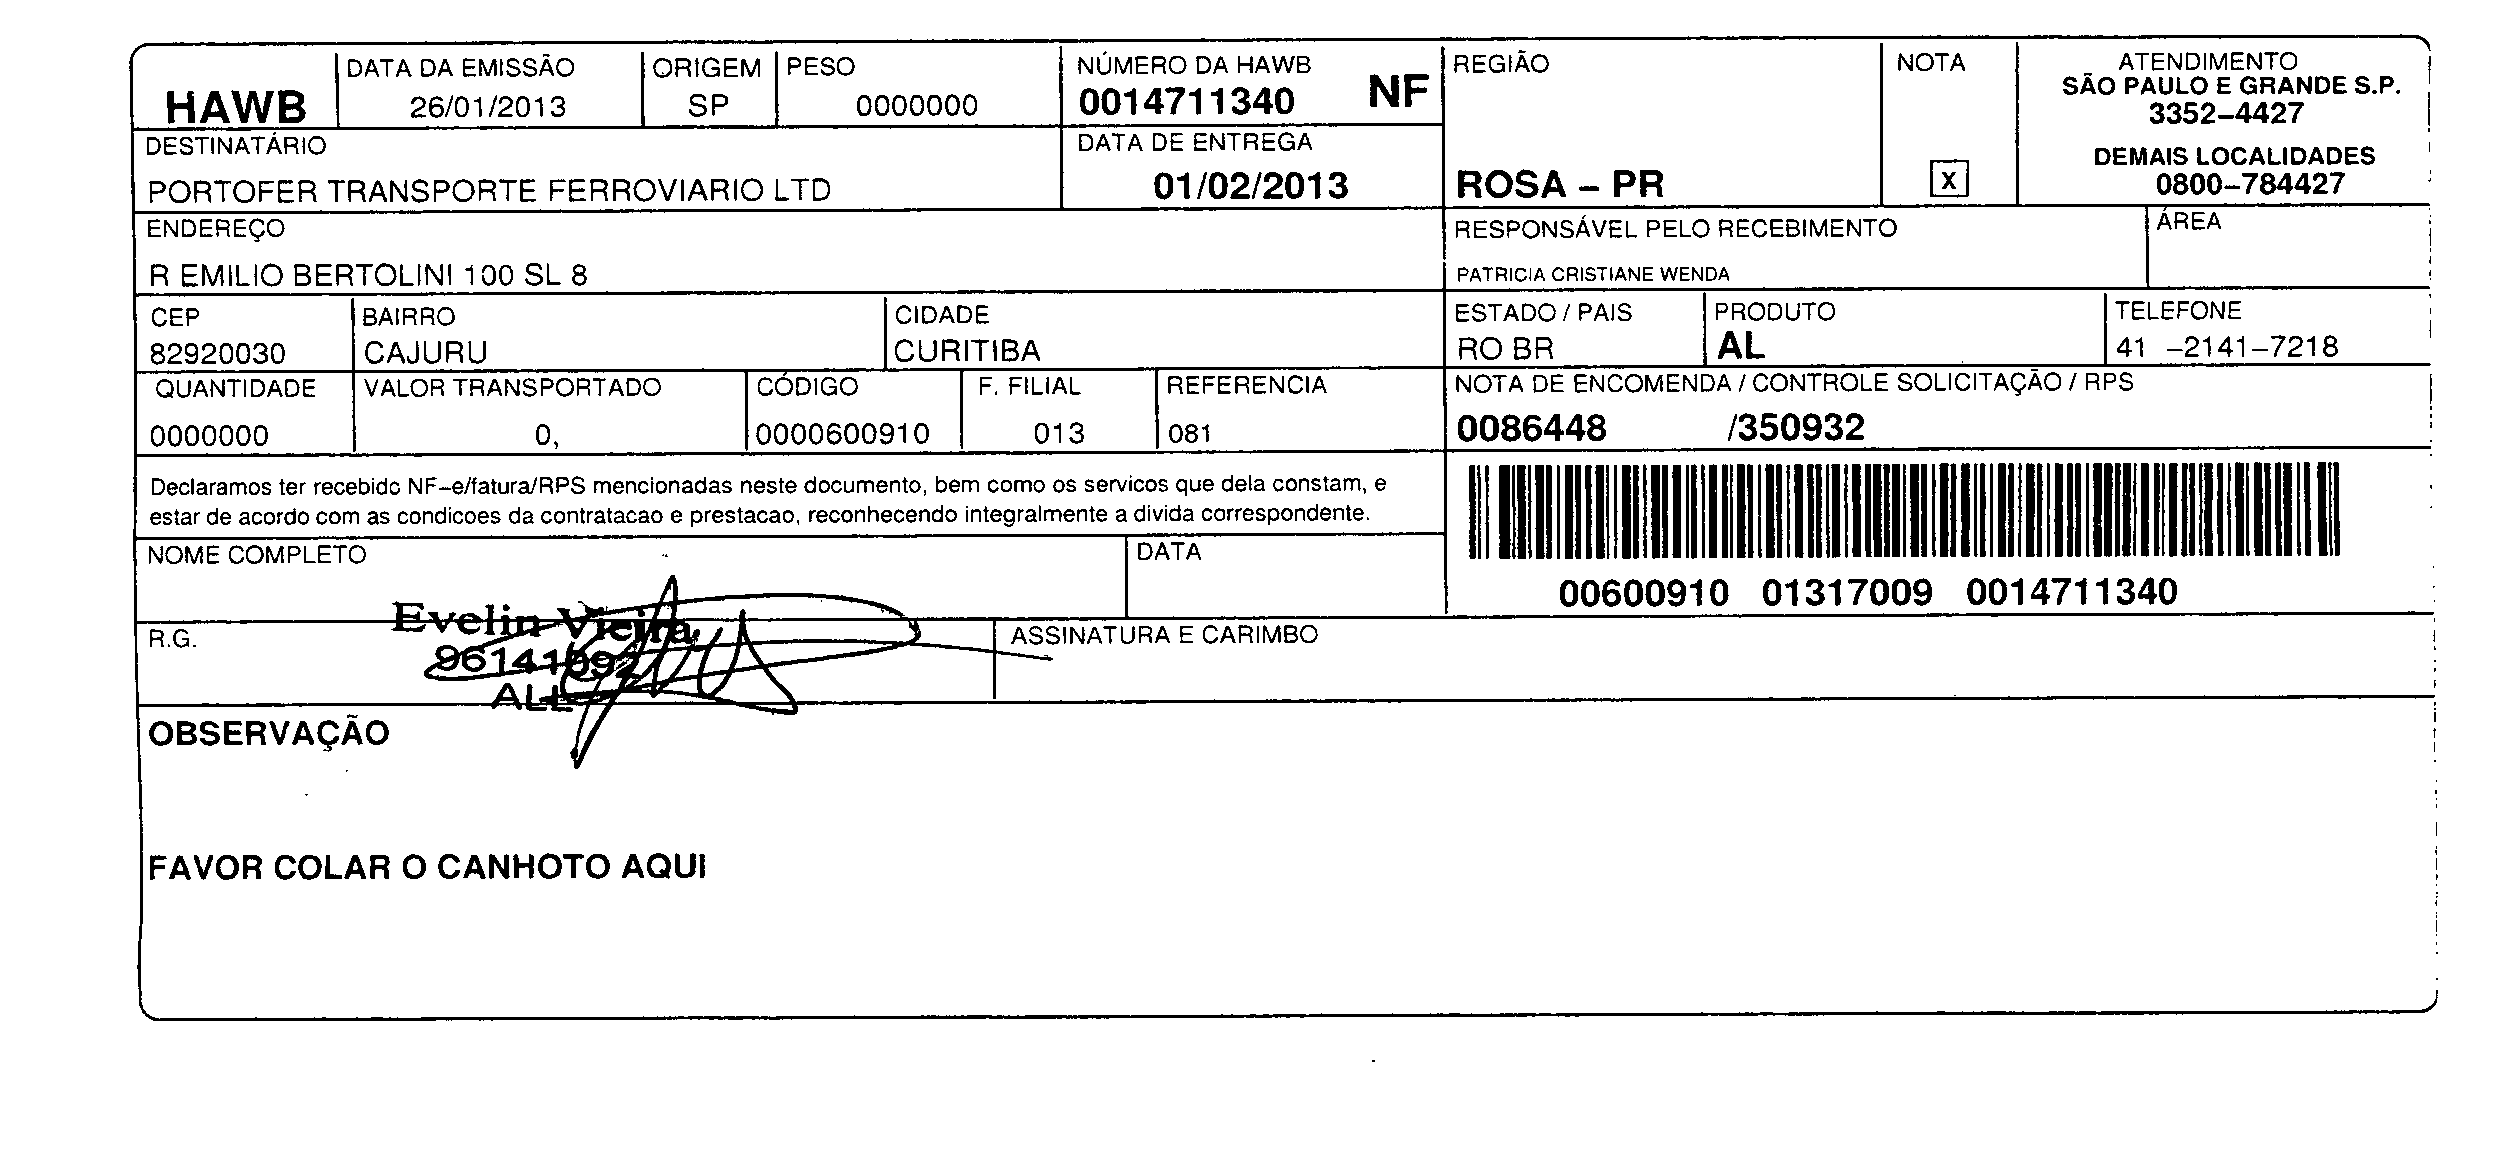 HAWB
DATA DA EMISSÃO
26/01/2013
ORIGEM
SP
PESO
0000000
NÚMERO DA HAWB
0014711340 NF
REGIÃO
ROSA – PR
NOTA
X
ATENDIMENTO
SÃO PAULO E GRANDE S.P.
3352–4427
DEMAIS LOCALIDADES
0800–784427
DESTINATÁRIO
PORTOFER TRANSPORTE FERROVIARIO LTD
DATA DE ENTREGA
01/02/2013
ENDEREÇO
R EMILIO BERTOLINI 100 SL 8
RESPONSÁVEL PELO RECEBIMENTO
PATRICIA CRISTIANE WENDA
ÁREA
CEP
82920030
BAIRRO
CAJURU
CIDADE
CURITIBA
ESTADO / PAIS
RO BR
PRODUTO
AL
TELEFONE
41 –2141–7218
QUANTIDADE
0000000
VALOR TRANSPORTADO
0,
CÓDIGO
0000600910
F. FILIAL
013
REFERENCIA
081
NOTA DE ENCOMENDA / CONTROLE SOLICITAÇÃO / RPS
0086448 /350932
Declaramos ter recebido NF–e/fatura/RPS mencionadas neste documento, bem como os servicos que dela constam, e
estar de acordo com as condicoes da contratacao e prestacao, reconhecendo integralmente a divida correspondente.
00600910 01317009 0014711340
NOME COMPLETO
DATA
Evelin Vieira
R.G.
ALL
ASSINATURA E CARIMBO
OBSERVAÇÃO
FAVOR COLAR O CANHOTO AQUI